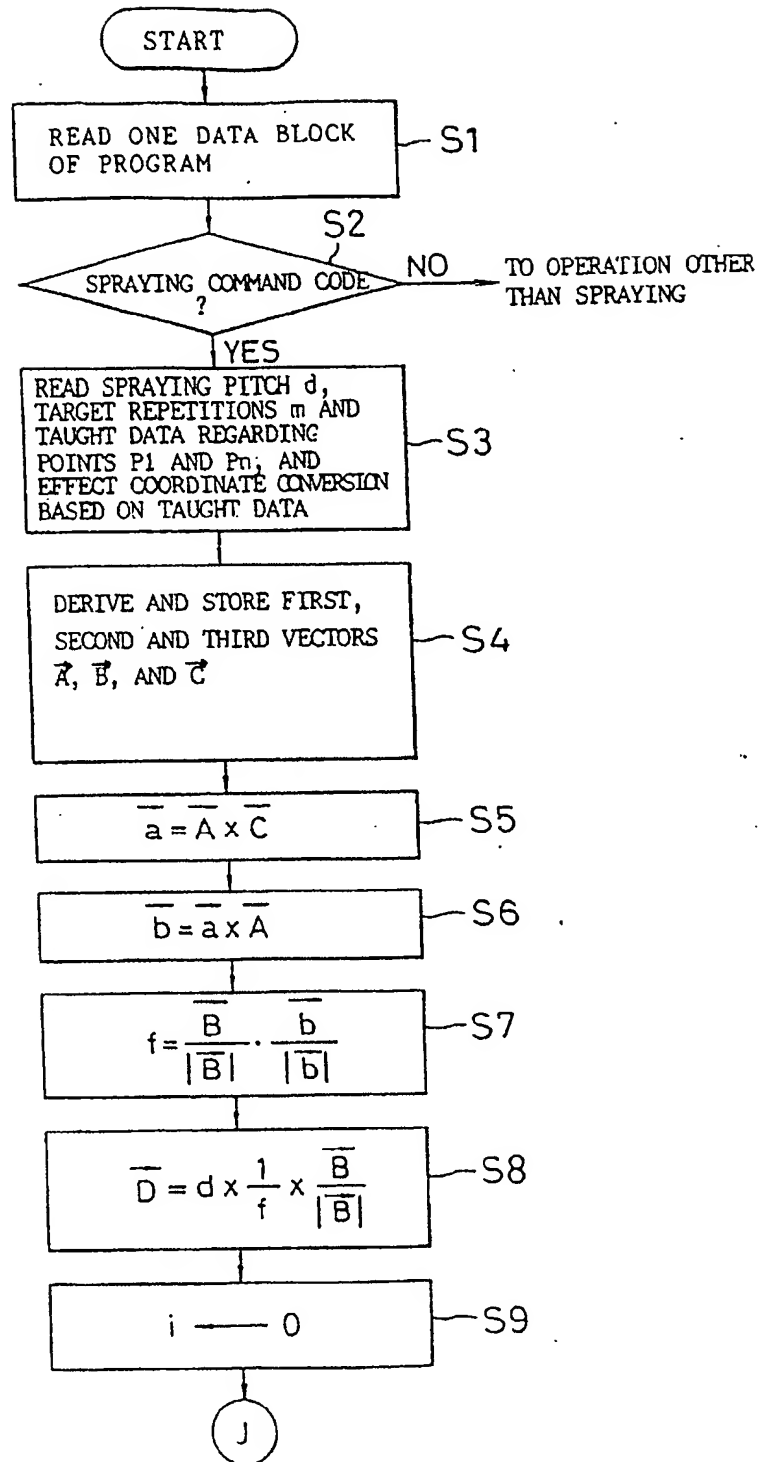 START
READ ONE DATA BLOCK
OF PROGRAM
S1
S2
SPRAYING COMMAND CODE
?
NO
TO OPERATION OTHER
THAN SPRAYING
YES
READ SPRAYING PITCH d,
TARGET REPETITIONS m AND
TAUGHT DATA REGARDING
POINTS P1 AND Pn, AND
EFFECT COORDINATE CONVERSION
BASED ON TAUGHT DATA
S3
DERIVE AND STORE FIRST,
SECOND AND THIRD VECTORS
A⃗, B⃗, AND C⃗
S4
a̅ = A̅ x C̅
S5
b̅ = a̅ x A̅
S6
f = B̅/|B̅| · b̅/|b̅|
S7
D̅ = d x 1/f x B̅/|B̅|
S8
i ← 0
S9
J